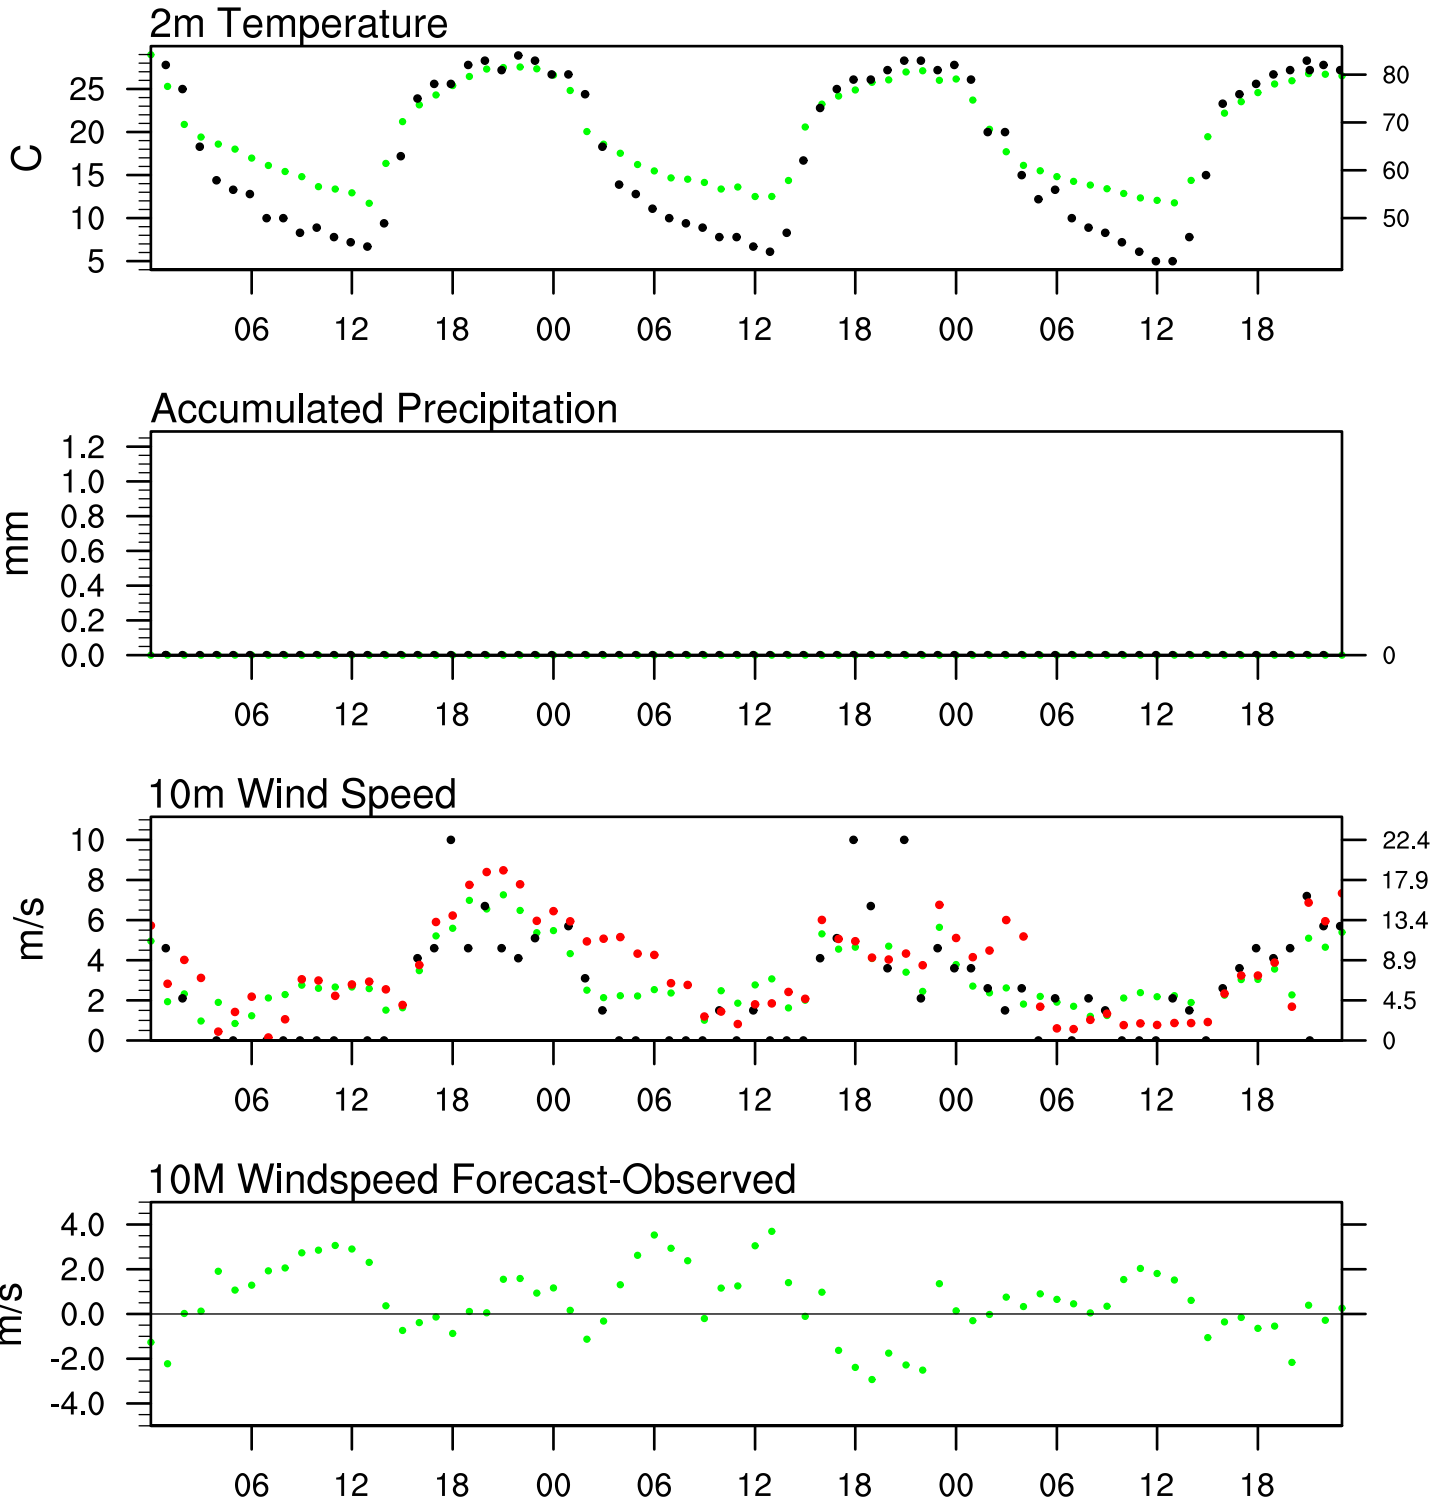 2m Temperature
25
20
15
10
5
C
80
70
60
50
06 12 18 00 06 12 18 00 06 12 18
Accumulated Precipitation
1.2
1.0
0.8
0.6
0.4
0.2
0.0
mm
0
06 12 18 00 06 12 18 00 06 12 18
10m Wind Speed
10
8
6
4
2
0
m/s
22.4
17.9
13.4
8.9
4.5
0
06 12 18 00 06 12 18 00 06 12 18
10M Windspeed Forecast-Observed
4.0
2.0
0.0
-2.0
-4.0
m/s
06 12 18 00 06 12 18 00 06 12 18